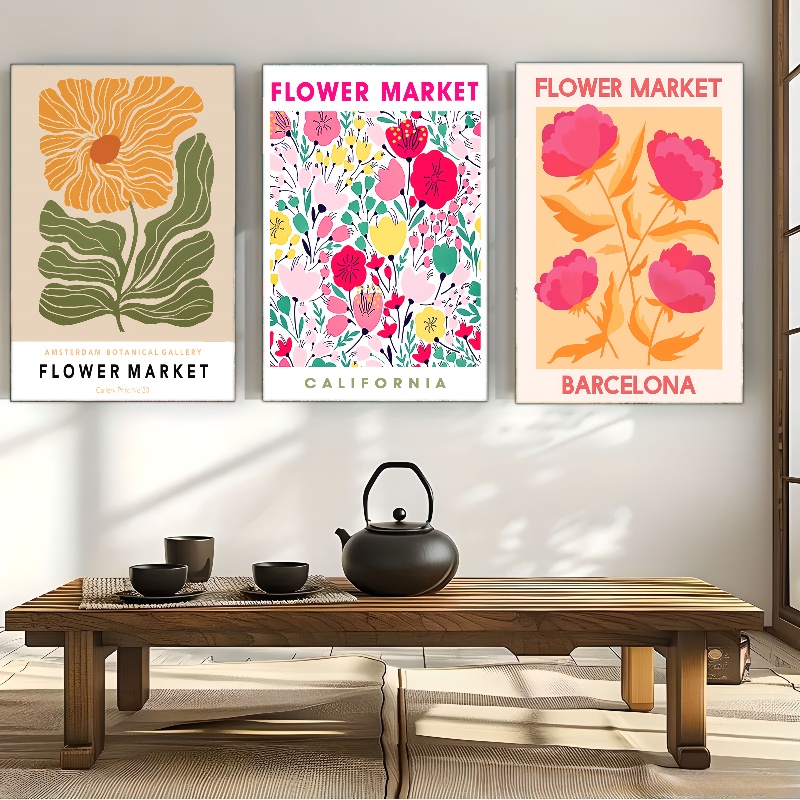 AMSTERDAM BOTANICAL GALLERY
FLOWER MARKET
FLOWER MARKET
CALIFORNIA
FLOWER MARKET
BARCELONA